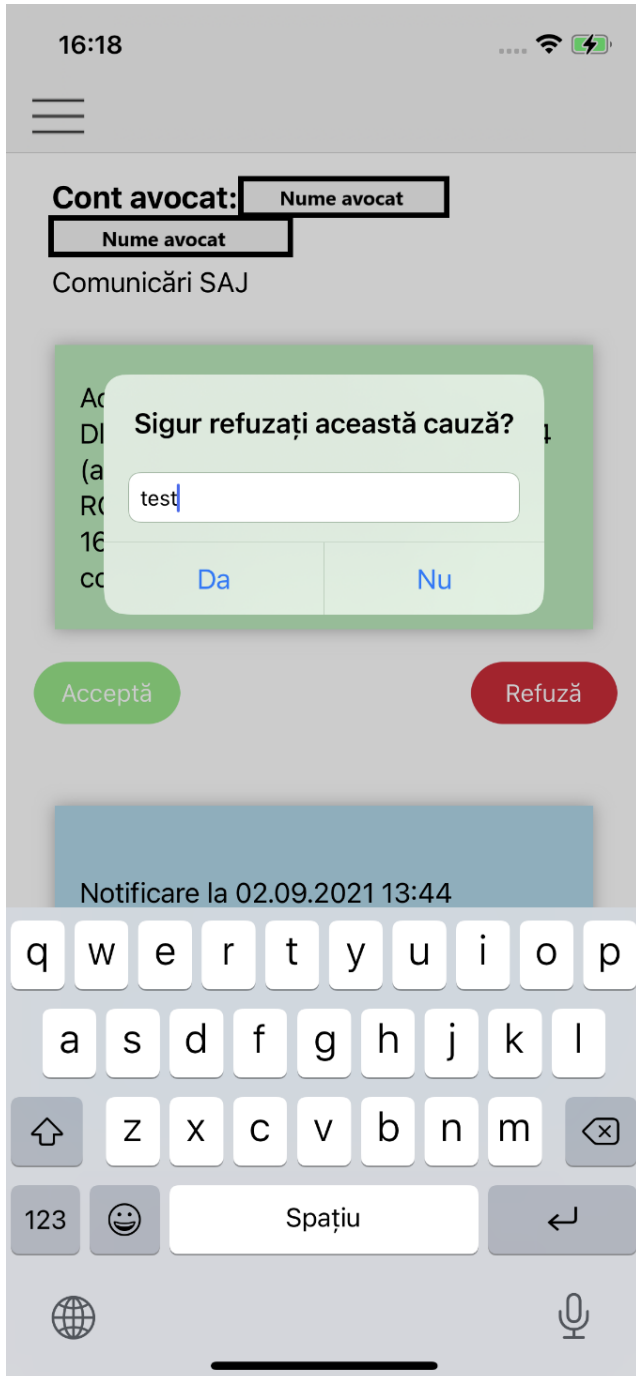 16:18
Cont avocat: Nume avocat
Nume avocat
Comunicări SAJ
Sigur refuzați această cauză?
test
Da Nu
16
Acceptă Refuză
Notificare la 02.09.2021 13:44
q w e r t y u i o p
a s d f g h j k l
z x c v b n m
123 Spațiu